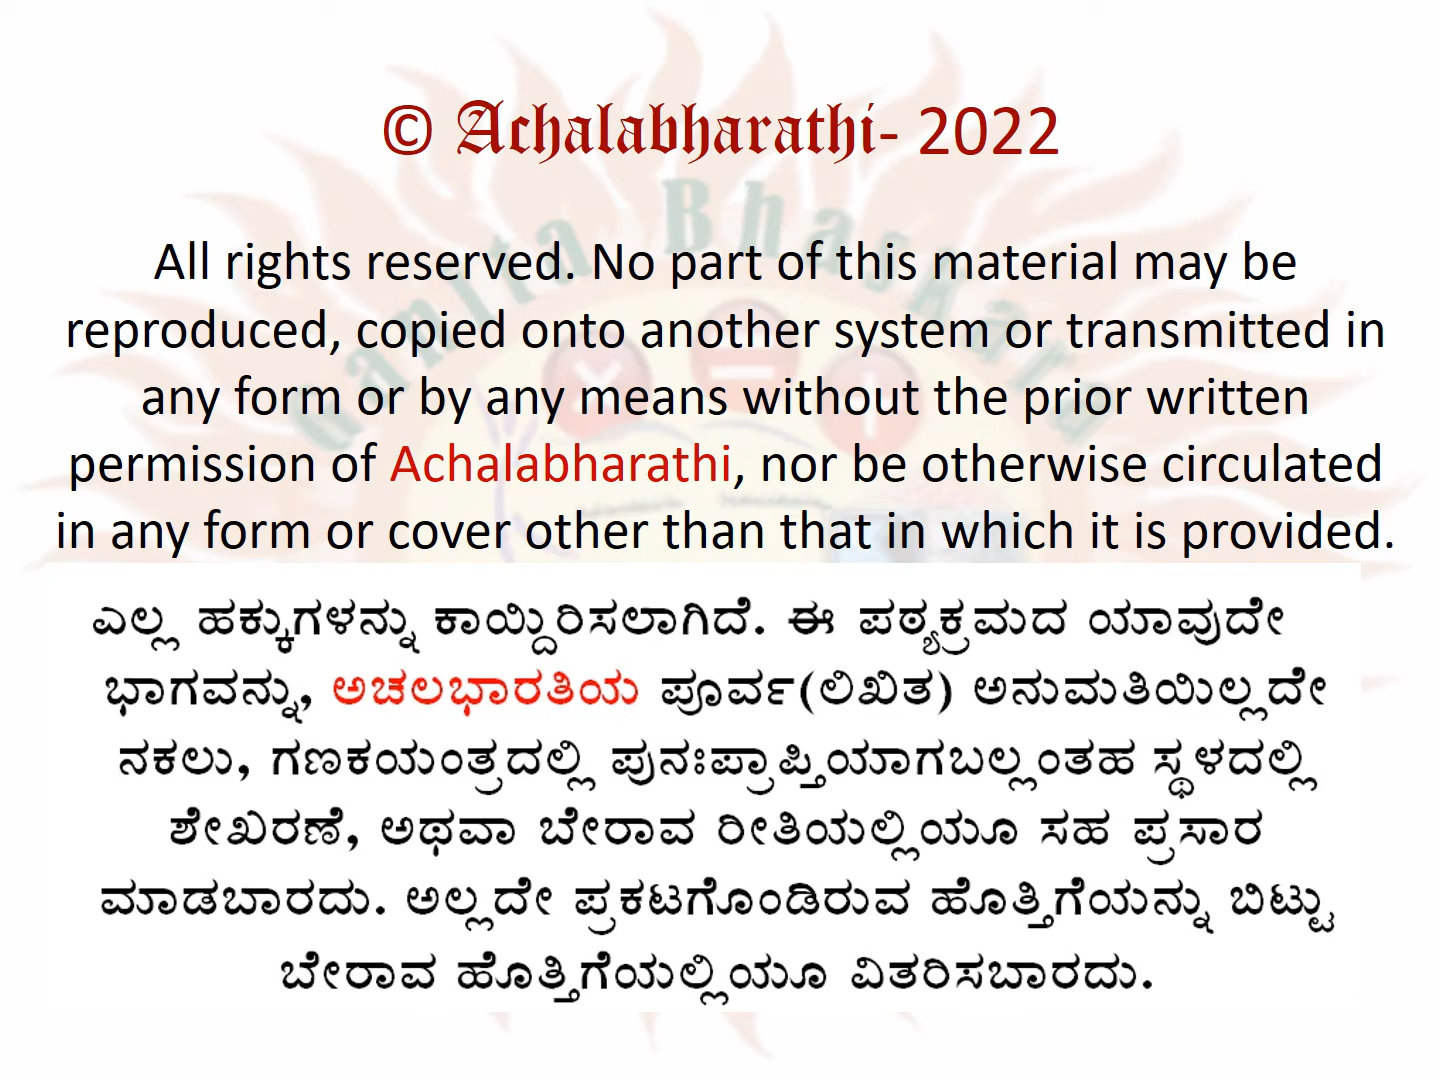 © Achalabharathi- 2022
Ganita Bhaskara
All rights reserved. No part of this material may be
reproduced, copied onto another system or transmitted in
any form or by any means without the prior written
permission of Achalabharathi, nor be otherwise circulated
in any form or cover other than that in which it is provided.
ಎಲ್ಲ ಹಕ್ಕುಗಳನ್ನು ಕಾಯ್ದಿರಿಸಲಾಗಿದೆ. ಈ ಪಠ್ಯಕ್ರಮದ ಯಾವುದೇ
ಭಾಗವನ್ನು, ಅಚಲಭಾರತಿಯ ಪೂರ್ವ(ಲಿಖಿತ) ಅನುಮತಿಯಿಲ್ಲದೇ
ನಕಲು, ಗಣಕಯಂತ್ರದಲ್ಲಿ ಪುನಃಪ್ರಾಪ್ತಿಯಾಗಬಲ್ಲಂತಹ ಸ್ಥಳದಲ್ಲಿ
ಶೇಖರಣೆ, ಅಥವಾ ಬೇರಾವ ರೀತಿಯಲ್ಲಿಯೂ ಸಹ ಪ್ರಸಾರ
ಮಾಡಬಾರದು. ಅಲ್ಲದೇ ಪ್ರಕಟಗೊಂಡಿರುವ ಹೊತ್ತಿಗೆಯನ್ನು ಬಿಟ್ಟು
ಬೇರಾವ ಹೊತ್ತಿಗೆಯಲ್ಲಿಯೂ ವಿತರಿಸಬಾರದು.